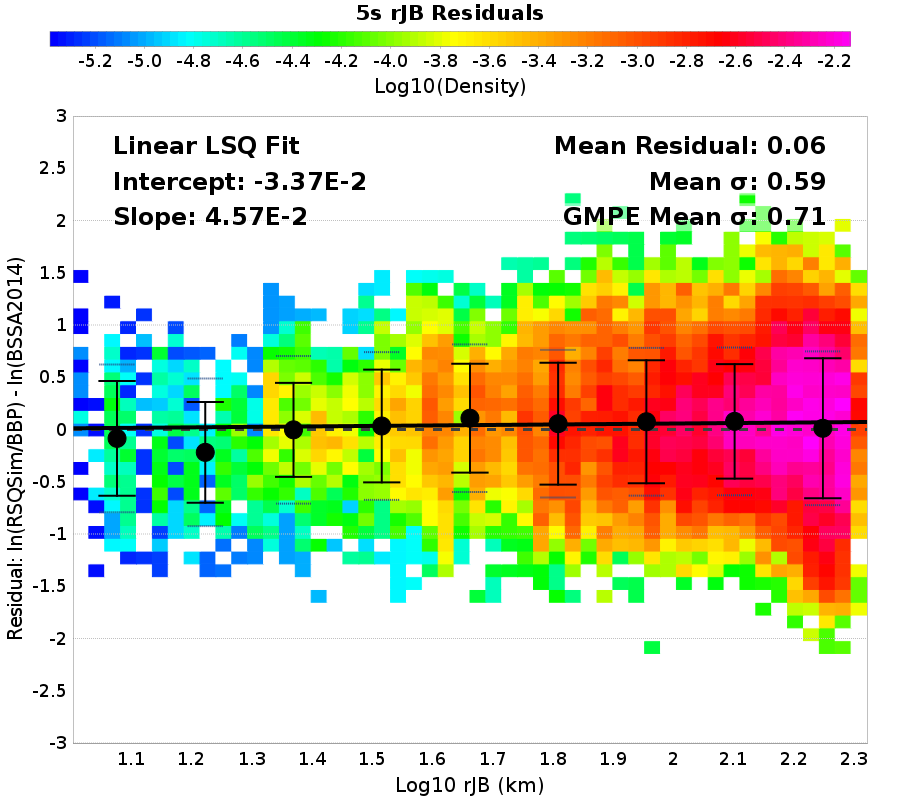 5s rJB Residuals
-5.2 -5.0 -4.8 -4.6 -4.4 -4.2 -4.0 -3.8 -3.6 -3.4 -3.2 -3.0 -2.8 -2.6 -2.4 -2.2
Log10(Density)
Linear LSQ Fit
Intercept: -3.37E-2
Slope: 4.57E-2
Mean Residual: 0.06
Mean σ: 0.59
GMPE Mean σ: 0.71
Residual: ln(RSQSim/BBP) - ln(BSSA2014)
3
2.5
2
1.5
1
0.5
0
-0.5
-1
-1.5
-2
-2.5
-3
1.1 1.2 1.3 1.4 1.5 1.6 1.7 1.8 1.9 2 2.1 2.2 2.3
Log10 rJB (km)